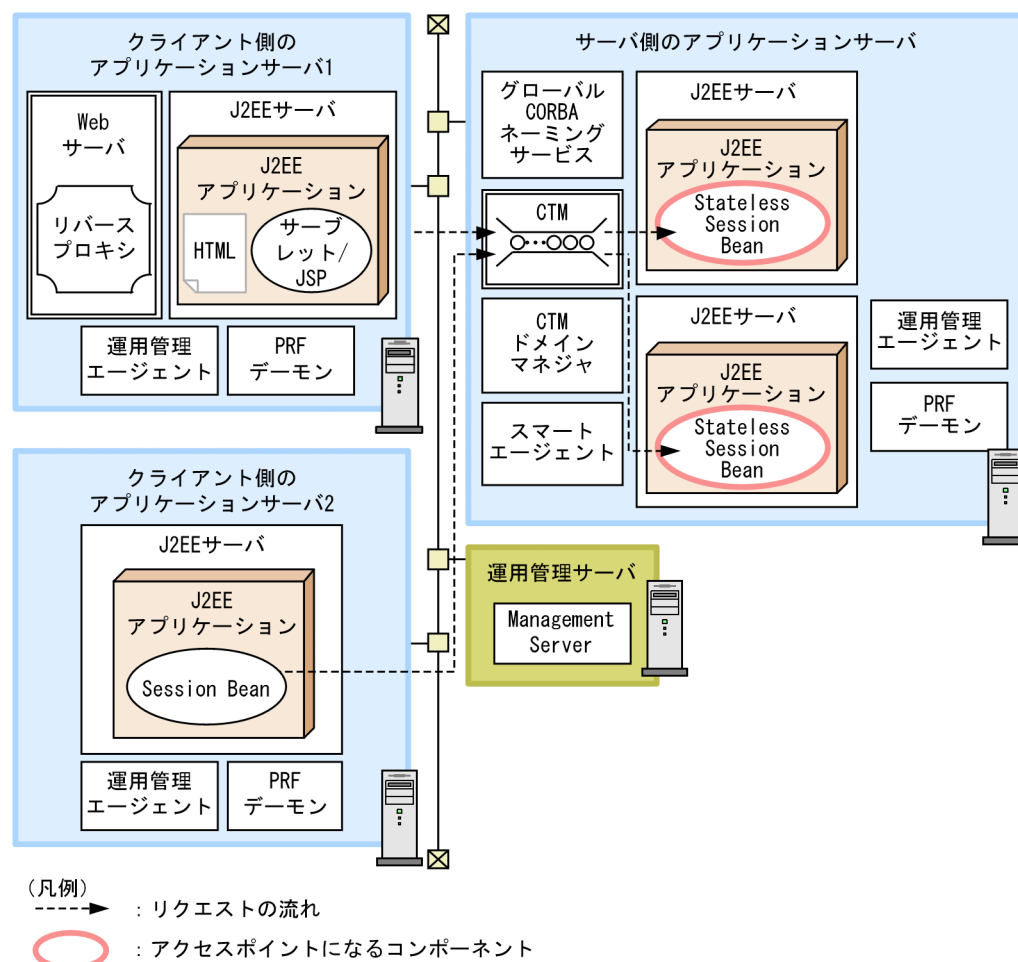 クライアント側の
アプリケーションサーバ1
Web
サーバ
リバース
プロキシ
J2EEサーバ
J2EE
アプリケーション
HTML
サーブ
レット/
JSP
運用管理
エージェント
PRF
デーモン
サーバ側のアプリケーションサーバ
グローバル
CORBA
ネーミング
サービス
CTM
CTM
ドメイン
マネジャ
スマート
エージェント
J2EEサーバ
J2EE
アプリケーション
Stateless
Session
Bean
J2EEサーバ
J2EE
アプリケーション
Stateless
Session
Bean
運用管理
エージェント
PRF
デーモン
クライアント側の
アプリケーションサーバ2
J2EEサーバ
J2EE
アプリケーション
Session Bean
運用管理
エージェント
PRF
デーモン
運用管理サーバ
Management
Server
(凡例)
：リクエストの流れ
：アクセスポイントになるコンポーネント